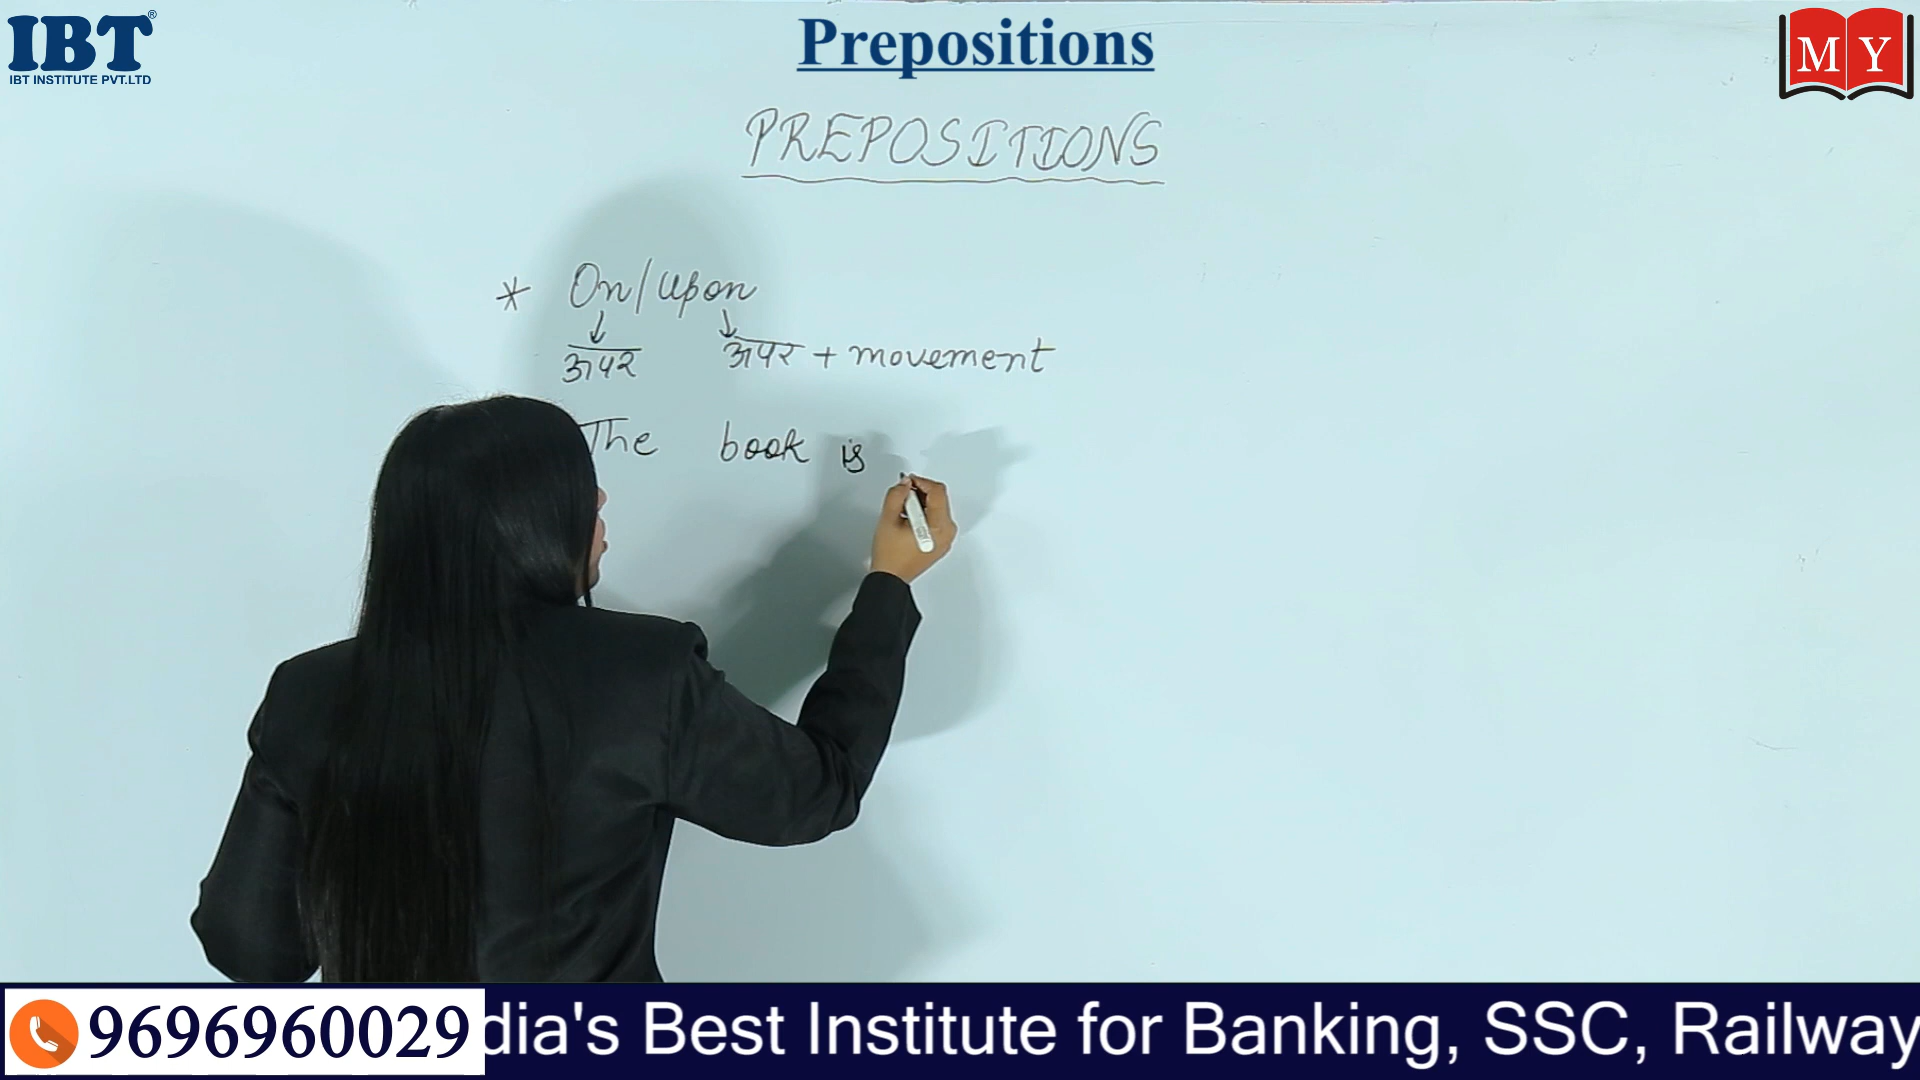 IBT®
IBT INSTITUTE PVT.LTD
Prepositions
M Y
PREPOSITIONS
* On/upon
↓ ↓
ऊपर ऊपर + movement
The book is
9696960029 dia's Best Institute for Banking, SSC, Railway